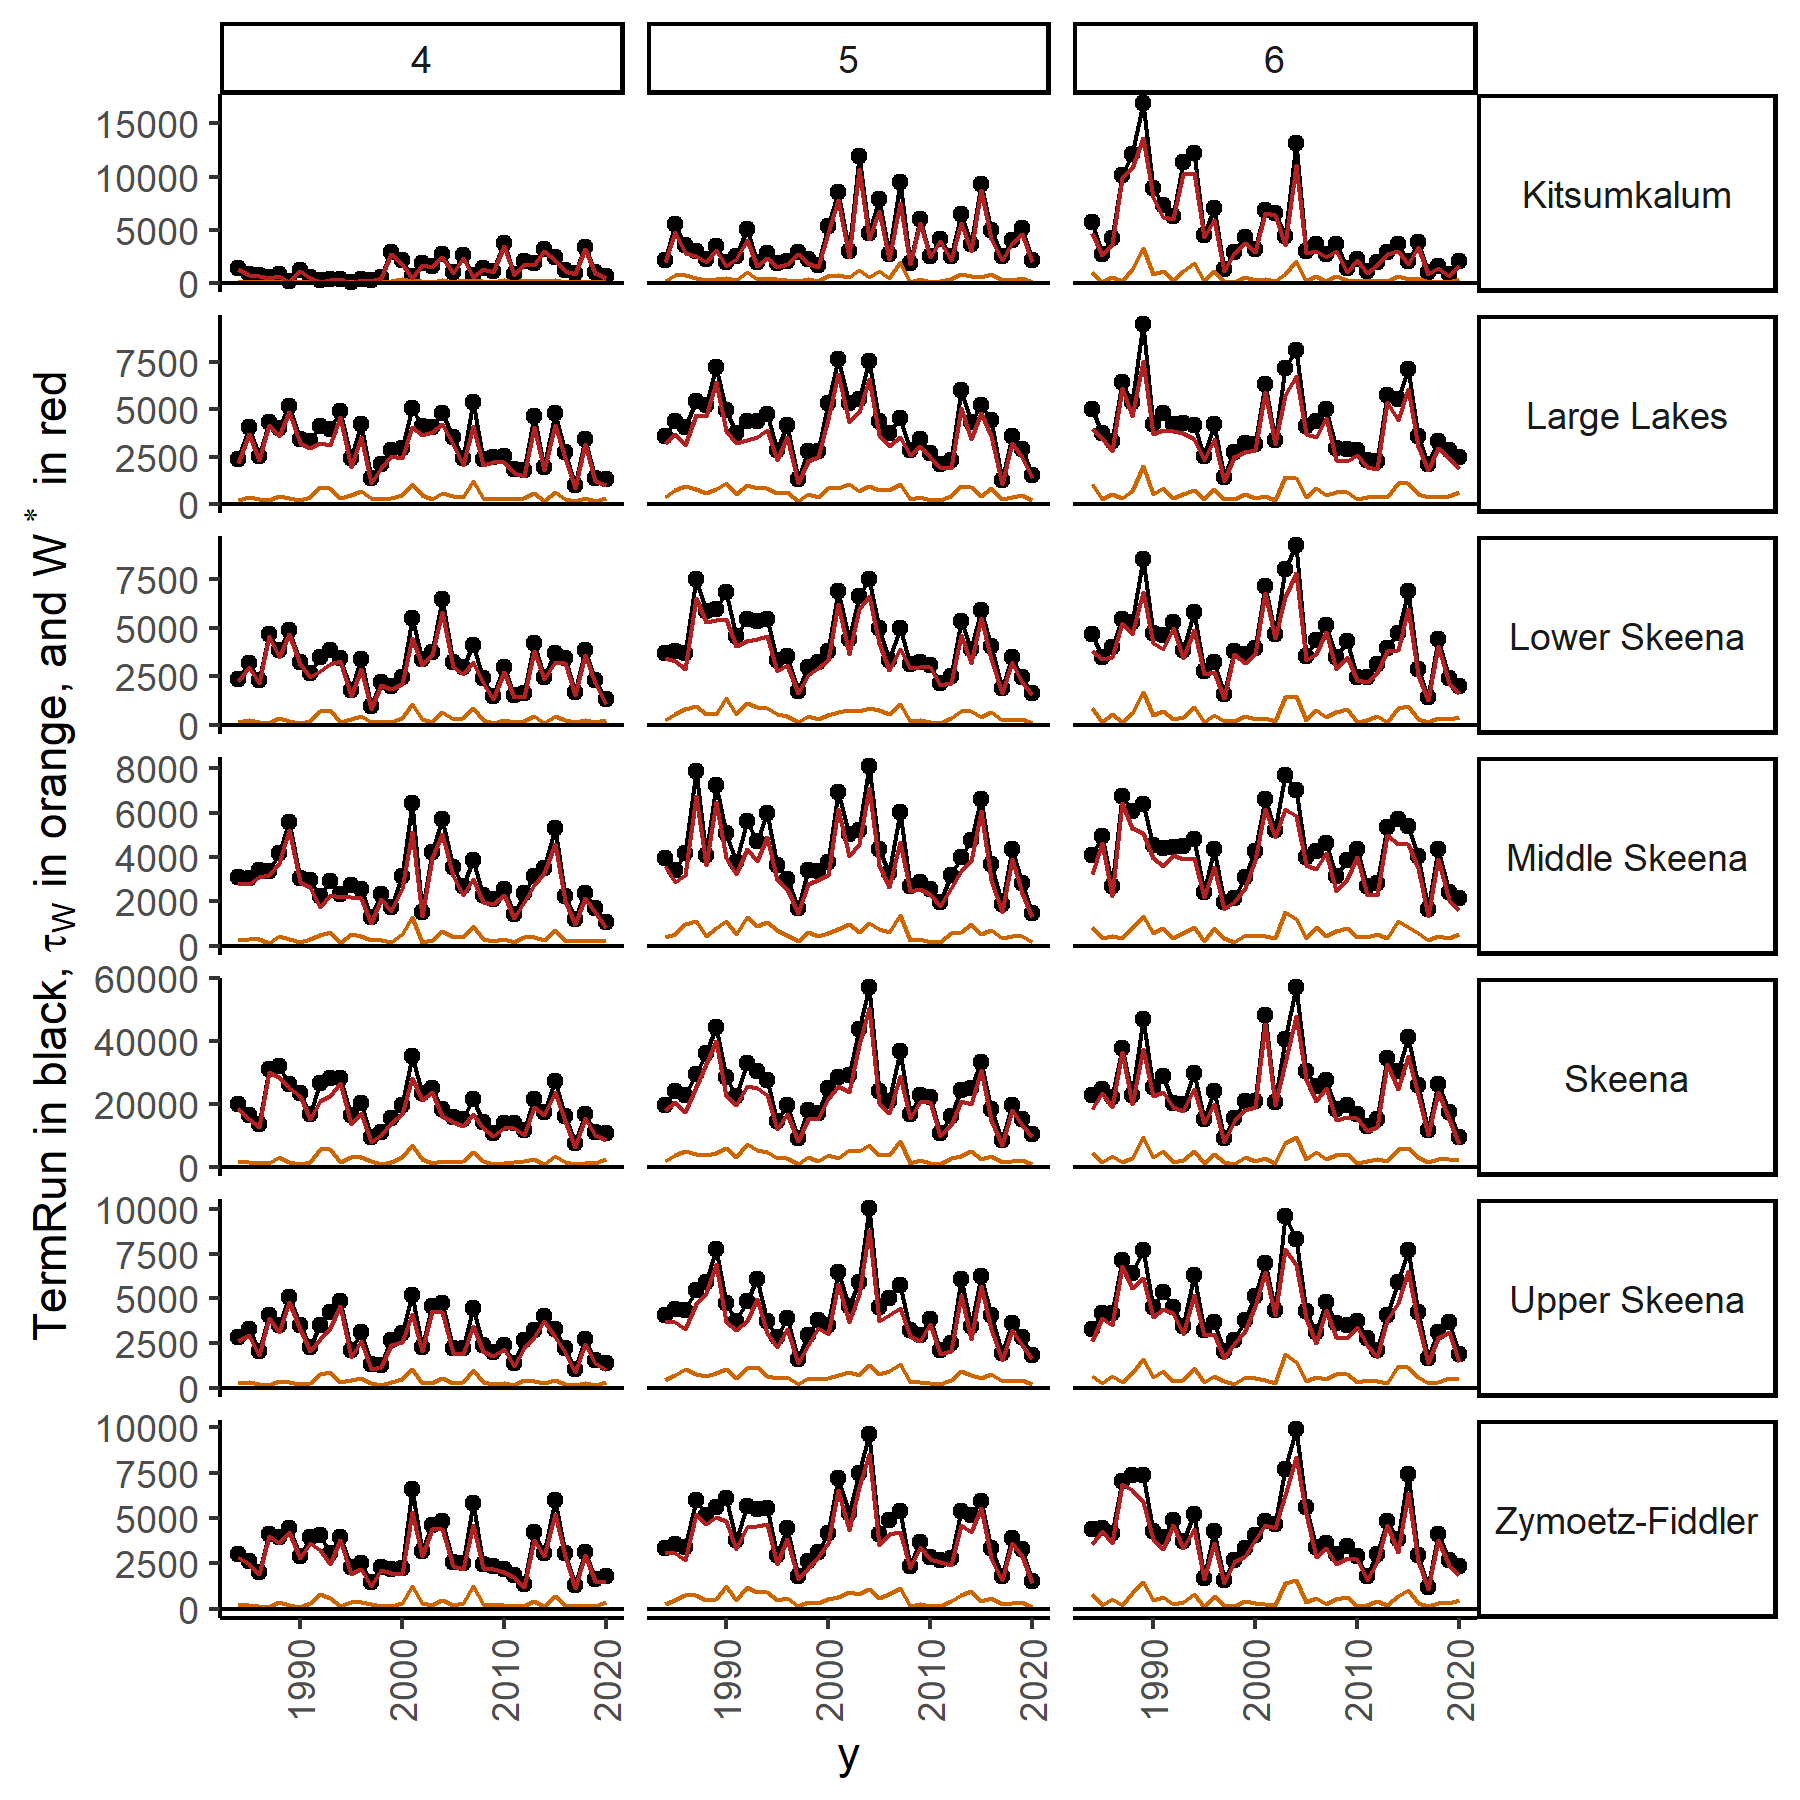 4 5 6
TermRun in black, τW in orange, and W* in red
15000
10000
5000
0
Kitsumkalum
7500
5000
2500
0
Large Lakes
7500
5000
2500
0
Lower Skeena
8000
6000
4000
2000
0
Middle Skeena
60000
40000
20000
0
Skeena
10000
7500
5000
2500
0
Upper Skeena
10000
7500
5000
2500
0
Zymoetz-Fiddler
1990 2000 2010 2020 1990 2000 2010 2020 1990 2000 2010 2020
y